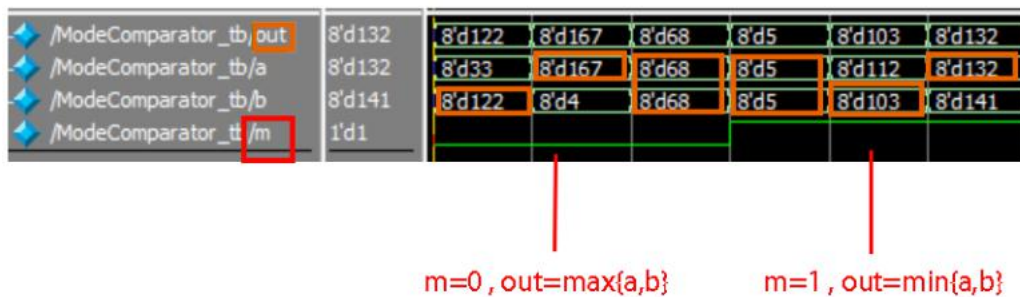 /ModeComparator_tb/out 8'd132 8'd122 8'd167 8'd68 8'd5 8'd103 8'd132
/ModeComparator_tb/a 8'd132 8'd33 8'd167 8'd68 8'd5 8'd112 8'd132
/ModeComparator_tb/b 8'd141 8'd122 8'd4 8'd68 8'd5 8'd103 8'd141
/ModeComparator_tb/m 1'd1
m=0 , out=max{a,b} m=1 , out=min{a,b}